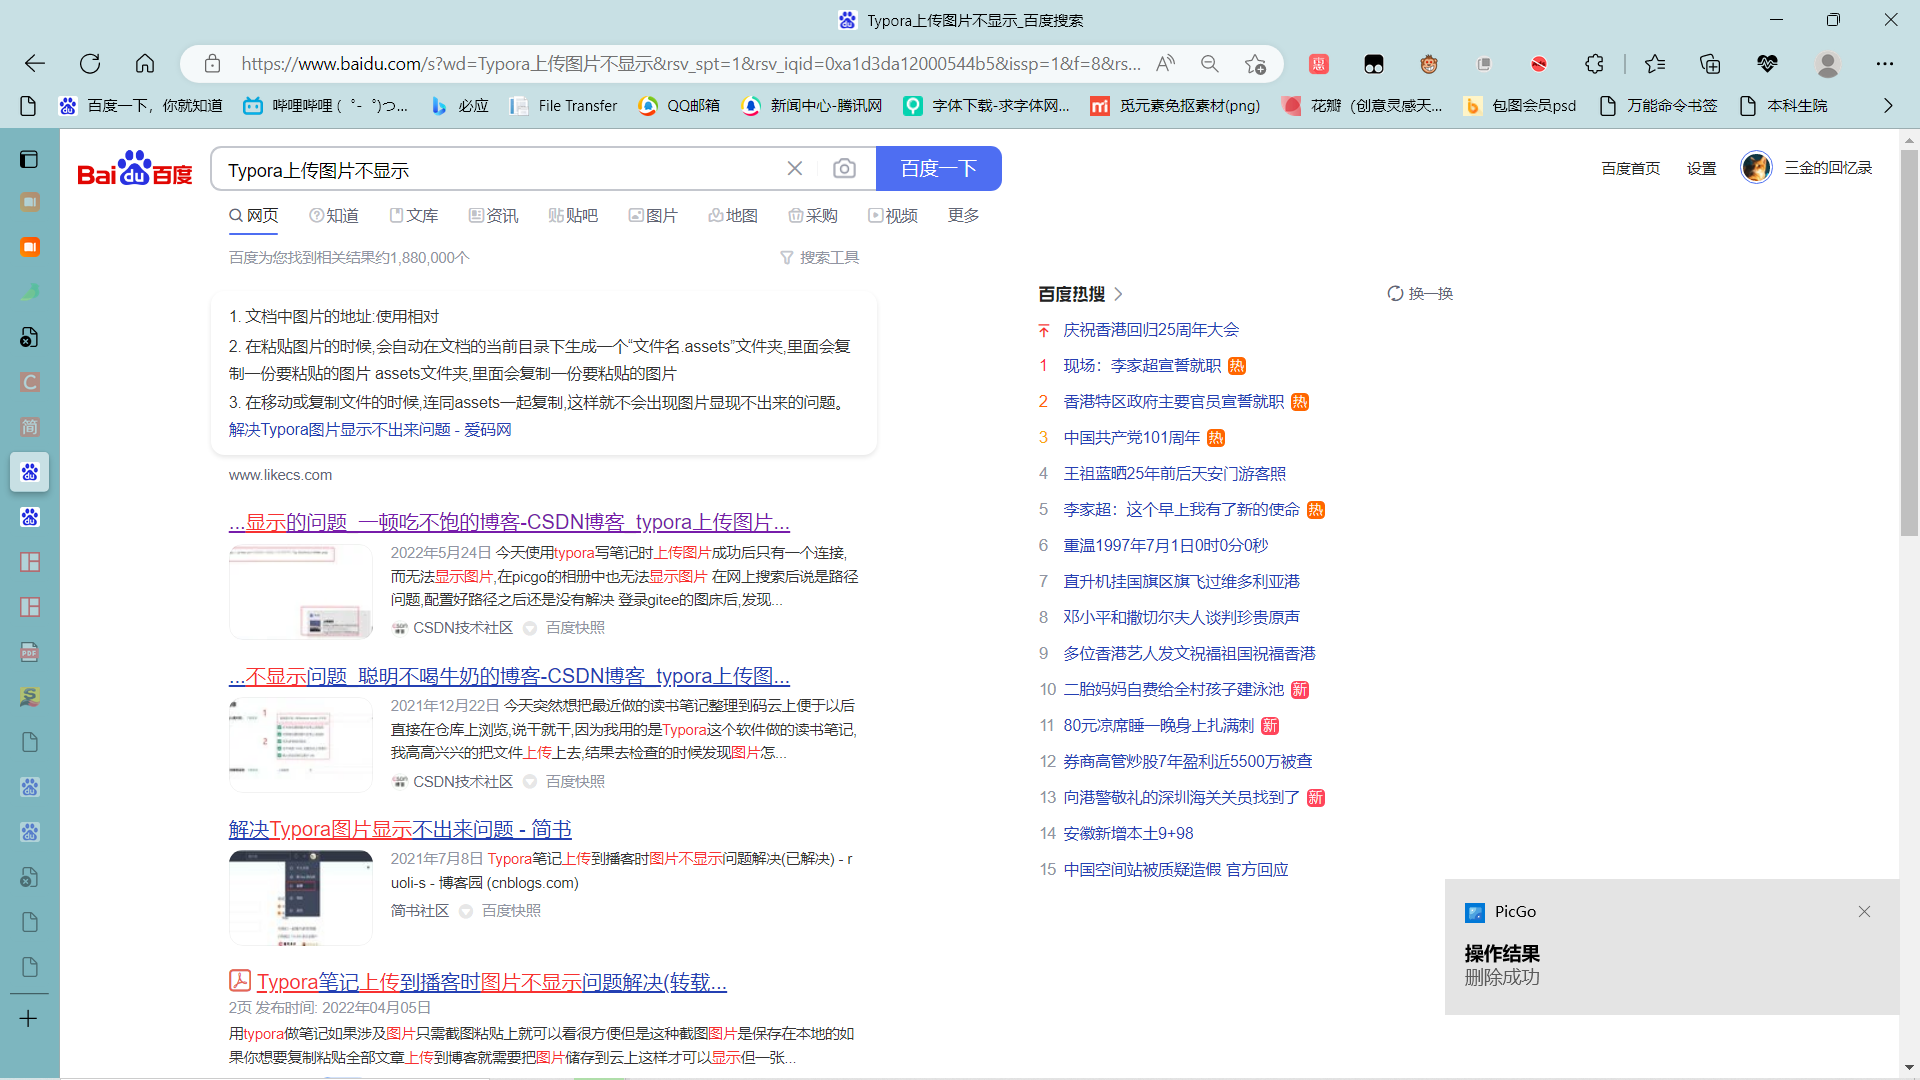 Typora上传图片不显示_百度搜索
https://www.baidu.com/s?wd=Typora上传图片不显示&rsv_spt=1&rsv_iqid=0xa1d3da12000544b5&issp=1&f=8&rs...
百度一下，你就知道
哔哩哔哩 (゜-゜)つ...
必应
File Transfer
QQ邮箱
新闻中心-腾讯网
字体下载-求字体网...
觅元素免抠素材(png)
花瓣（创意灵感天...
包图会员psd
万能命令书签
本科生院
Bai du 百度
Typora上传图片不显示
百度一下
百度首页
设置
三金的回忆录
网页
知道
文库
资讯
贴吧
图片
地图
采购
视频
更多
百度为您找到相关结果约1,880,000个
搜索工具
1. 文档中图片的地址:使用相对
2. 在粘贴图片的时候,会自动在文档的当前目录下生成一个“文件名.assets”文件夹,里面会复
制一份要粘贴的图片 assets文件夹,里面会复制一份要粘贴的图片
3. 在移动或复制文件的时候,连同assets一起复制,这样就不会出现图片显现不出来的问题。
解决Typora图片显示不出来问题 - 爱码网
www.likecs.com
...显示的问题_一顿吃不饱的博客-CSDN博客_typora上传图片...
2022年5月24日 今天使用typora写笔记时上传图片成功后只有一个连接,
而无法显示图片,在picgo的相册中也无法显示图片 在网上搜索后说是路径
问题,配置好路径之后还是没有解决 登录gitee的图床后,发现...
CSDN技术社区
百度快照
...不显示问题_聪明不喝牛奶的博客-CSDN博客_typora上传图...
2021年12月22日 今天突然想把最近做的读书笔记整理到码云上便于以后
直接在仓库上浏览,说干就干,因为我用的是Typora这个软件做的读书笔记,
我高高兴兴的把文件上传上去,结果去检查的时候发现图片怎...
CSDN技术社区
百度快照
解决Typora图片显示不出来问题 - 简书
2021年7月8日 Typora笔记上传到播客时图片不显示问题解决(已解决) - r
uoli-s - 博客园 (cnblogs.com)
简书社区
百度快照
Typora笔记上传到播客时图片不显示问题解决(转载...
2页 发布时间: 2022年04月05日
用typora做笔记如果涉及图片只需截图粘贴上就可以看很方便但是这种截图图片是保存在本地的如
果你想要复制粘贴全部文章上传到博客就需要把图片储存到云上这样才可以显示但一张...
百度热搜
换一换
庆祝香港回归25周年大会
1 现场：李家超宣誓就职 热
2 香港特区政府主要官员宣誓就职 热
3 中国共产党101周年 热
4 王祖蓝晒25年前后天安门游客照
5 李家超：这个早上我有了新的使命 热
6 重温1997年7月1日0时0分0秒
7 直升机挂国旗区旗飞过维多利亚港
8 邓小平和撒切尔夫人谈判珍贵原声
9 多位香港艺人发文祝福祖国祝福香港
10 二胎妈妈自费给全村孩子建泳池 新
11 80元凉席睡一晚身上扎满刺 新
12 券商高管炒股7年盈利近5500万被查
13 向港警敬礼的深圳海关关员找到了 新
14 安徽新增本土9+98
15 中国空间站被质疑造假 官方回应
PicGo
操作结果
删除成功